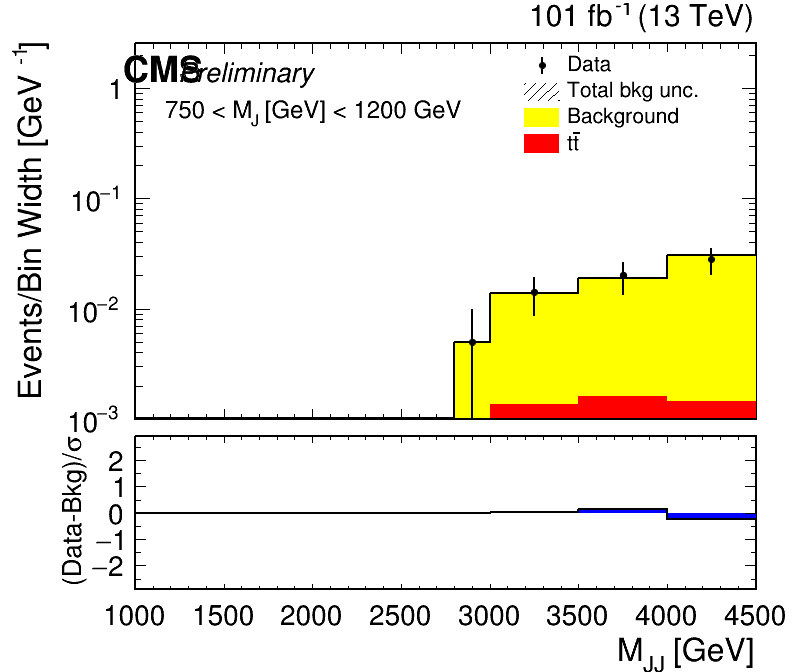 101 fb⁻¹ (13 TeV)
CMS Preliminary
750 < M_J [GeV] < 1200 GeV
Data
Total bkg unc.
Background
tt̄
Events/Bin Width [GeV⁻¹]
1
10⁻¹
10⁻²
10⁻³
(Data-Bkg)/σ
2
1
0
−1
−2
1000 1500 2000 2500 3000 3500 4000 4500
M_JJ [GeV]